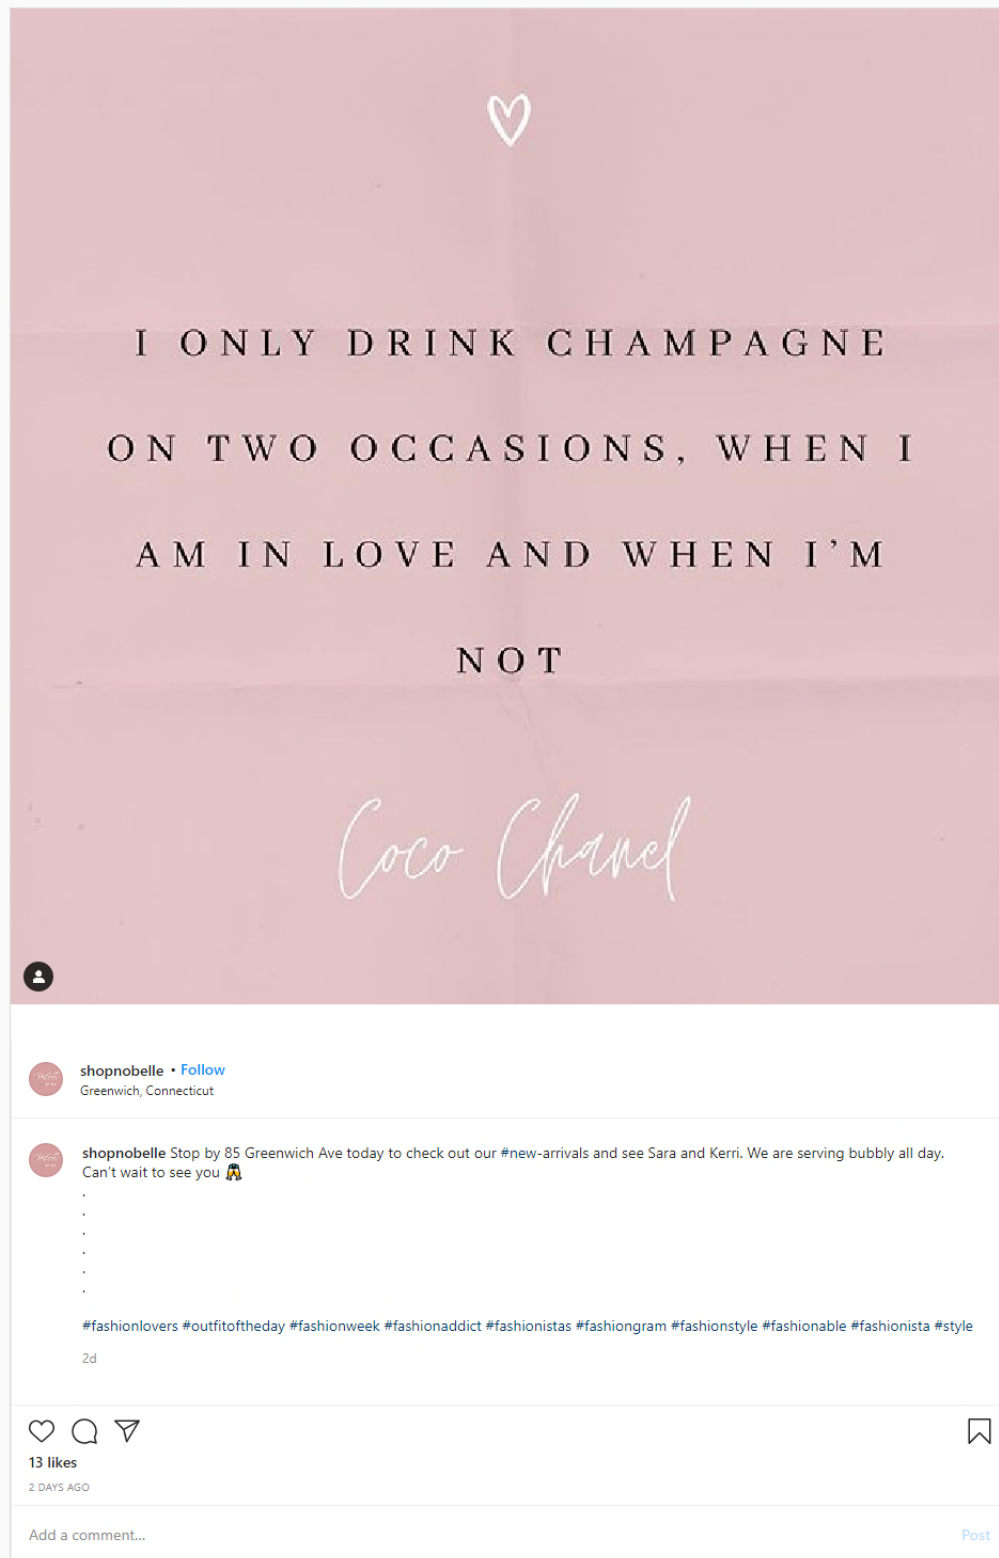 I ONLY DRINK CHAMPAGNE
ON TWO OCCASIONS, WHEN I
AM IN LOVE AND WHEN I’M
NOT
Coco Chanel
shopnobelle • Follow
Greenwich, Connecticut
shopnobelle Stop by 85 Greenwich Ave today to check out our #new-arrivals and see Sara and Kerri. We are serving bubbly all day.
Can't wait to see you 🥂
.
.
.
.
.
.
#fashionlovers #outfitoftheday #fashionweek #fashionaddict #fashionistas #fashiongram #fashionstyle #fashionable #fashionista #style
2d
13 likes
2 DAYS AGO
Add a comment... Post